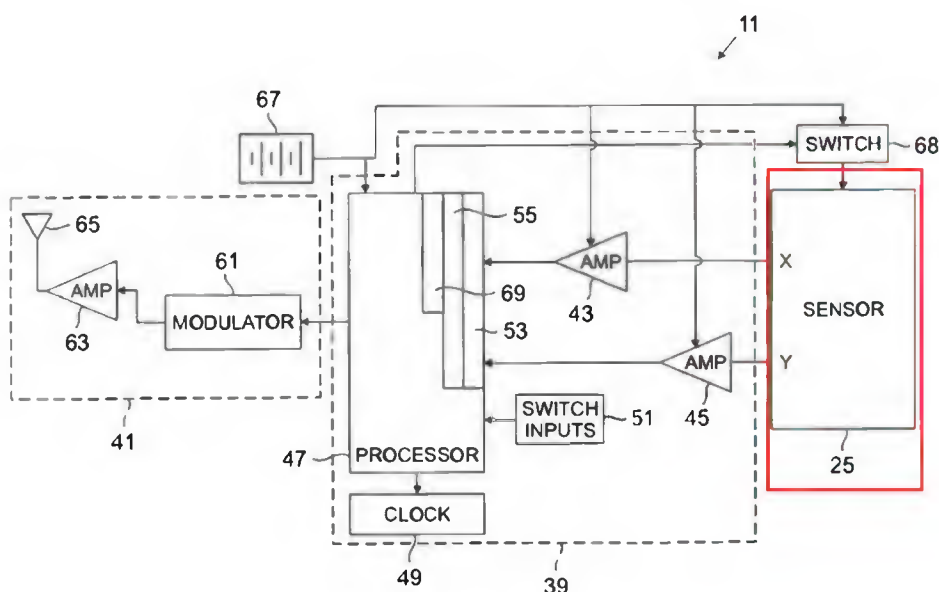 11
67
SWITCH
68
65
55
61
AMP
X
AMP
43
69
SENSOR
63
MODULATOR
53
AMP
Y
45
SWITCH
INPUTS
51
41
47
PROCESSOR
25
CLOCK
49
39